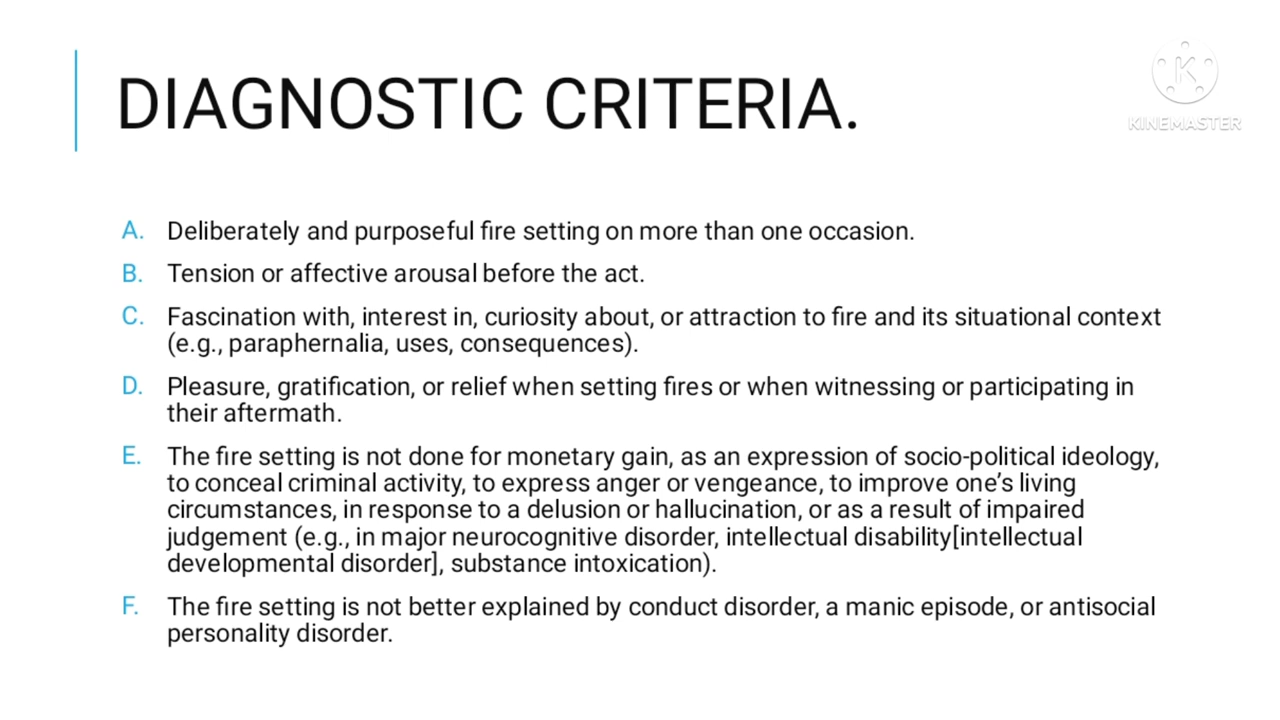 DIAGNOSTIC CRITERIA.
K
KINEMASTER
A. Deliberately and purposeful fire setting on more than one occasion.
B. Tension or affective arousal before the act.
C. Fascination with, interest in, curiosity about, or attraction to fire and its situational context
(e.g., paraphernalia, uses, consequences).
D. Pleasure, gratification, or relief when setting fires or when witnessing or participating in
their aftermath.
E. The fire setting is not done for monetary gain, as an expression of socio-political ideology,
to conceal criminal activity, to express anger or vengeance, to improve one’s living
circumstances, in response to a delusion or hallucination, or as a result of impaired
judgement (e.g., in major neurocognitive disorder, intellectual disability[intellectual
developmental disorder], substance intoxication).
F. The fire setting is not better explained by conduct disorder, a manic episode, or antisocial
personality disorder.